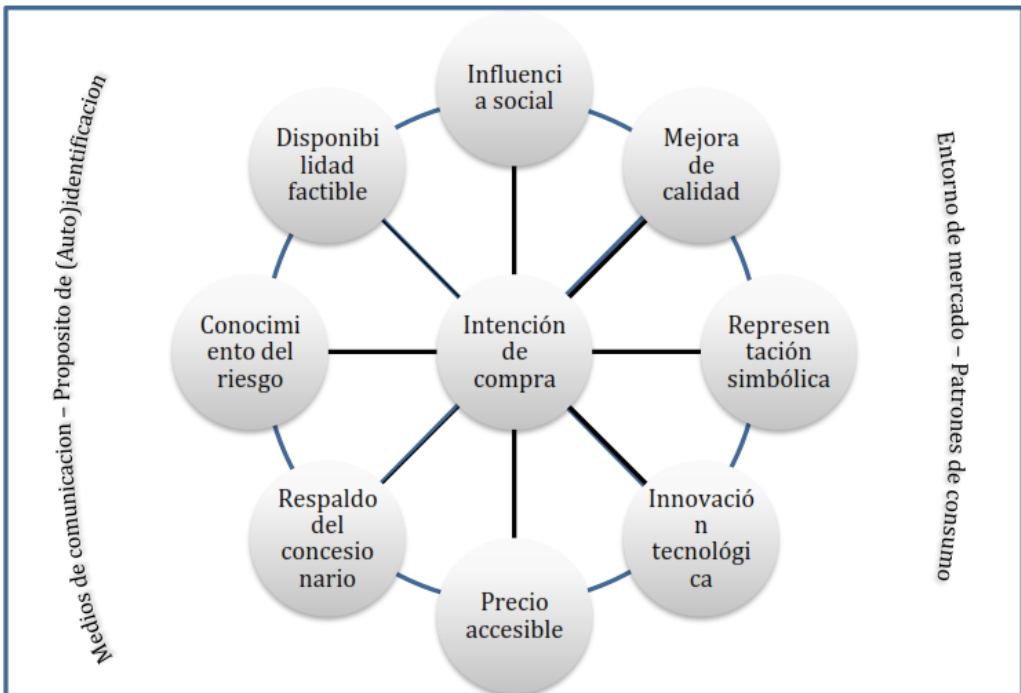 Influenci
a social
Mejora
de
calidad
Represen
tación
simbólica
Innovació
n
tecnológi
ca
Precio
accesible
Respaldo
del
concesio
nario
Conocimi
ento del
riesgo
Disponibi
lidad
factible
Intención
de
compra
Medios de comunicacion – Proposito de (Auto)identificacion
Entorno de mercado – Patrones de consumo